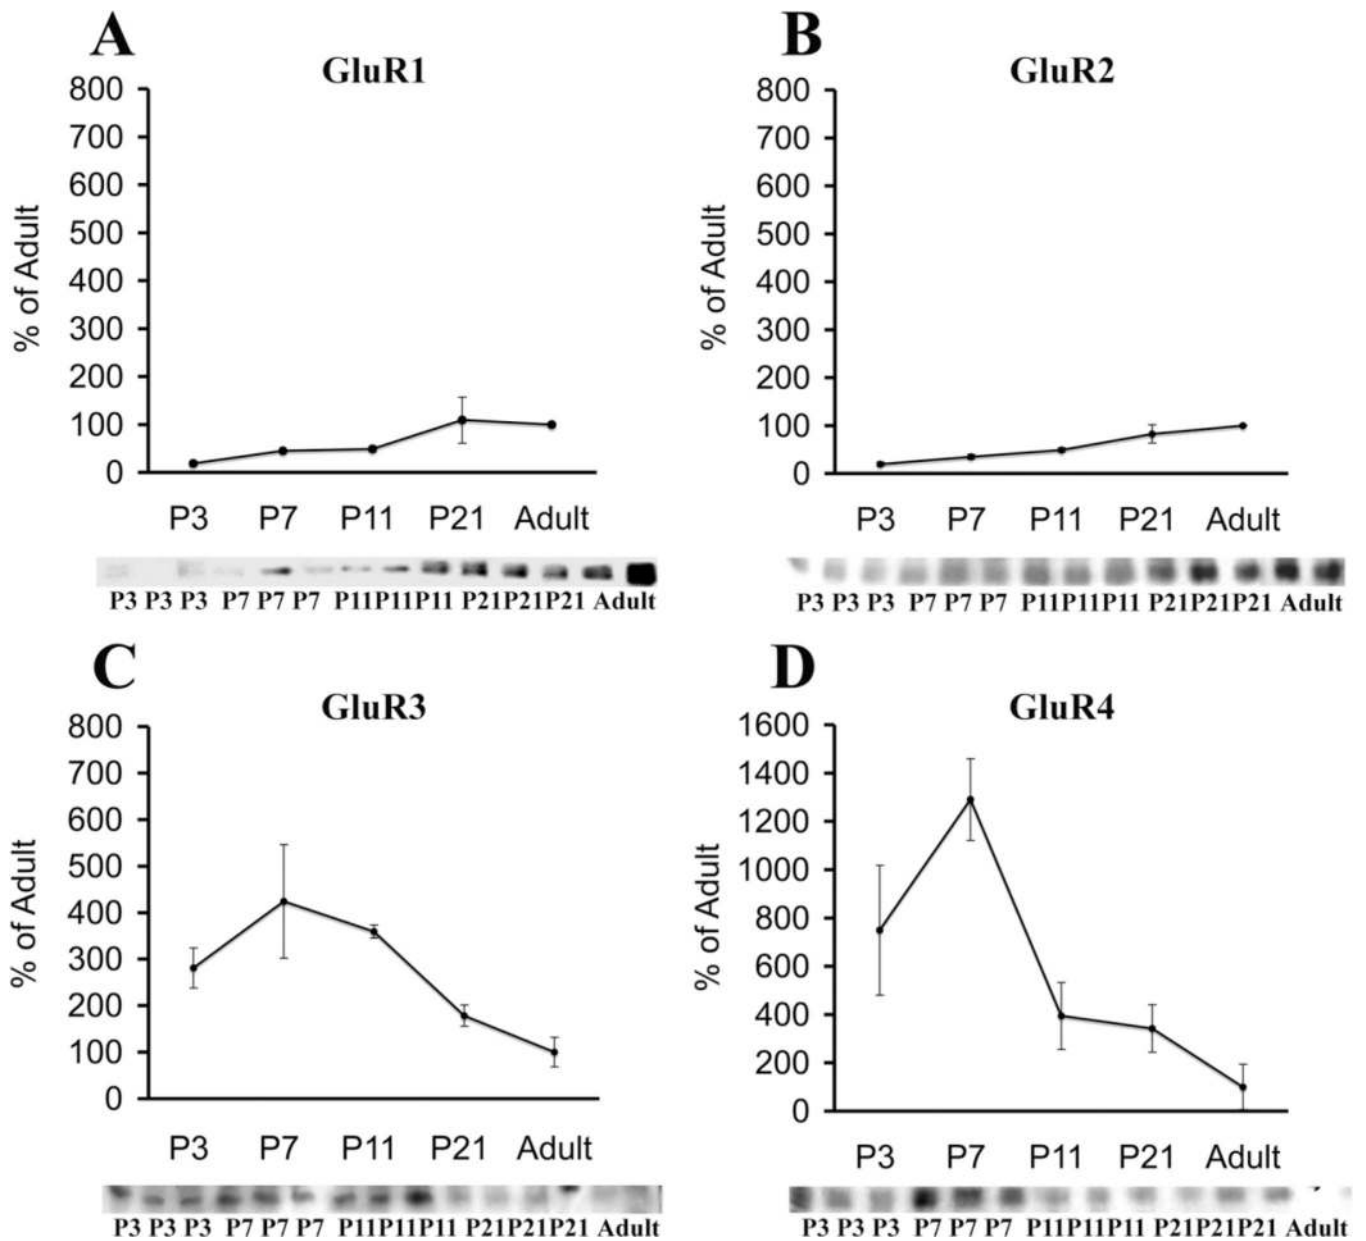 A
GluR1
800
700
600
500
400
300
200
100
0
% of Adult
P3 P7 P11 P21 Adult
P3 P3 P3 P7 P7 P7 P11P11P11 P21P21P21 Adult
B
GluR2
800
700
600
500
400
300
200
100
0
% of Adult
P3 P7 P11 P21 Adult
P3 P3 P3 P7 P7 P7 P11P11P11 P21P21P21 Adult
C
GluR3
800
700
600
500
400
300
200
100
0
% of Adult
P3 P7 P11 P21 Adult
P3 P3 P3 P7 P7 P7 P11P11P11 P21P21P21 Adult
D
GluR4
1600
1400
1200
1000
800
600
400
200
0
% of Adult
P3 P7 P11 P21 Adult
P3 P3 P3 P7 P7 P7 P11P11P11 P21P21P21 Adult